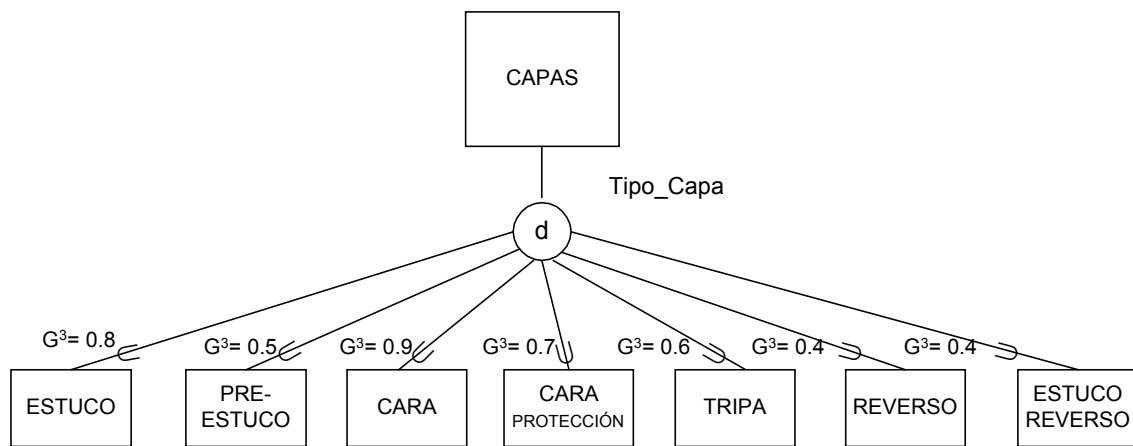 CAPAS
Tipo_Capa
d
G³= 0.8
G³= 0.5
G³= 0.9
G³= 0.7
G³= 0.6
G³= 0.4
G³= 0.4
ESTUCO
PRE-
ESTUCO
CARA
CARA
PROTECCIÓN
TRIPA
REVERSO
ESTUCO
REVERSO